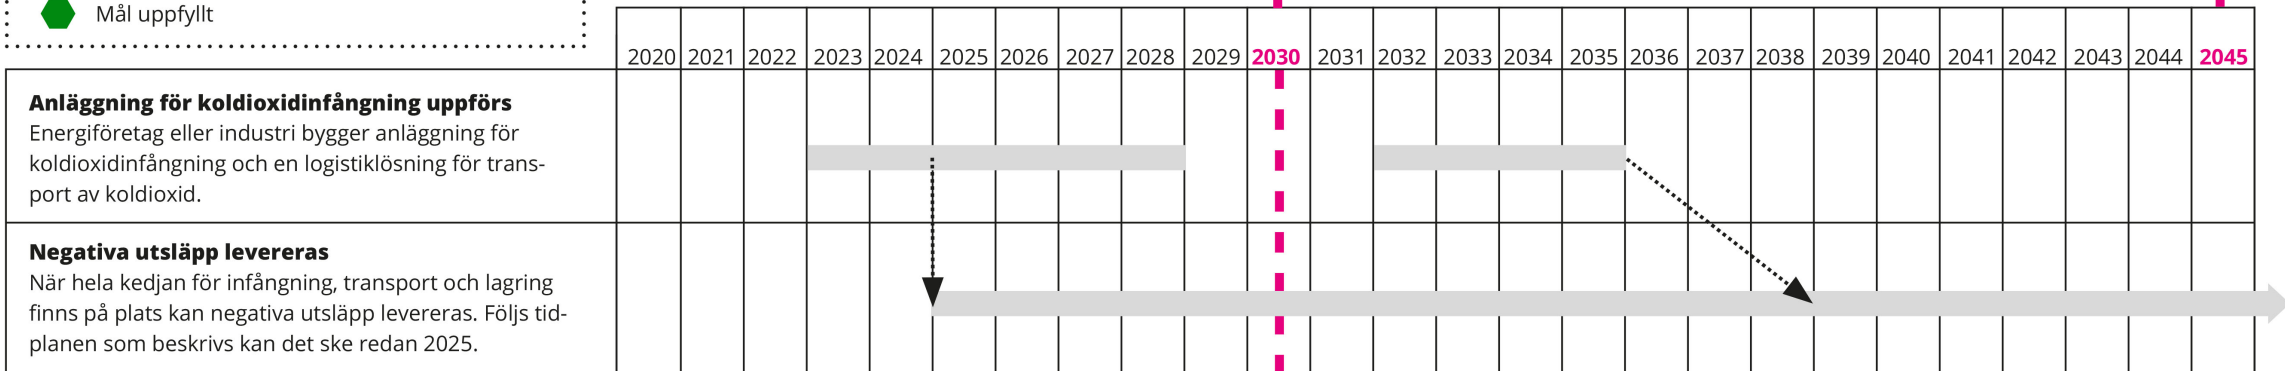 Mål uppfyllt
2020 2021 2022 2023 2024 2025 2026 2027 2028 2029 2030 2031 2032 2033 2034 2035 2036 2037 2038 2039 2040 2041 2042 2043 2044 2045
Anläggning för koldioxidinfångning uppförs
Energiföretag eller industri bygger anläggning för
koldioxidinfångning och en logistiklösning för trans-
port av koldioxid.
Negativa utsläpp levereras
När hela kedjan för infångning, transport och lagring
finns på plats kan negativa utsläpp levereras. Följs tid-
planen som beskrivs kan det ske redan 2025.